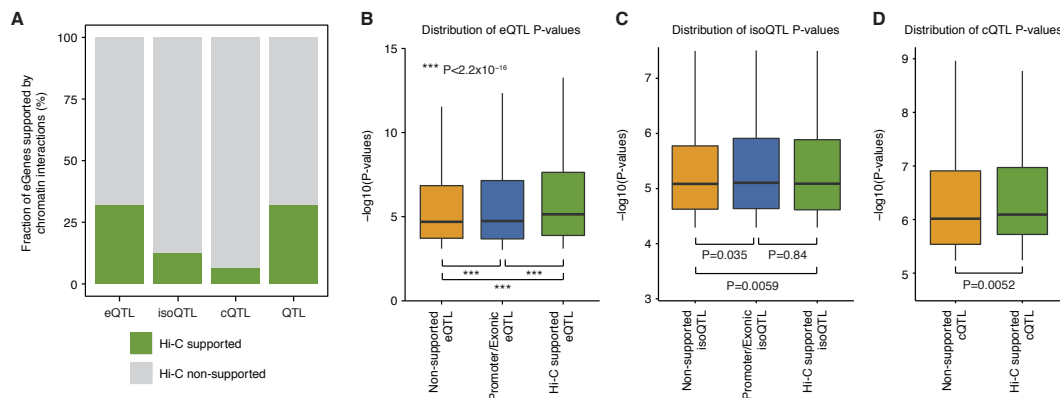 A
Fraction of eGenes supported by
chromatin interactions (%)
100
75
50
25
0
eQTL
isoQTL
cQTL
QTL
Hi-C supported
Hi-C non-supported
B
Distribution of eQTL P-values
−log10(P-values)
15
10
5
0
*** P<2.2x10⁻¹⁶
***
***
***
Non-supported
eQTL
Promoter/Exonic
eQTL
Hi-C supported
eQTL
C
Distribution of isoQTL P-values
−log10(P-values)
7
6
5
4
3
P=0.035
P=0.84
P=0.0059
Non-supported
isoQTL
Promoter/Exonic
isoQTL
Hi-C supported
isoQTL
D
Distribution of cQTL P-values
−log10(P-values)
9
8
7
6
5
P=0.0052
Non-supported
cQTL
Hi-C supported
cQTL